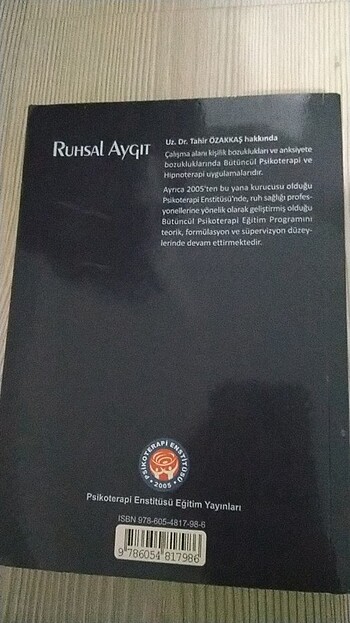 RUHSAL AYGIT
Uz. Dr. Tahir ÖZAKKAŞ hakkında
Çalışma alanı kişilik bozuklukları ve anksiyete
bozukluklarında Bütüncül Psikoterapi ve
Hipnoterapi uygulamalarıdır.
Ayrıca 2005'ten bu yana kurucusu olduğu
Psikoterapi Enstitüsü'nde, ruh sağlığı profes-
yonellerine yönelik olarak geliştirmiş olduğu
Bütüncül Psikoterapi Eğitim Programını
teorik, formülasyon ve süpervizyon düzey-
lerinde devam ettirmektedir.
PSİKOTERAPİ ENSTİTÜSÜ
• 2005 •
Psikoterapi Enstitüsü Eğitim Yayınları
ISBN 978-605-4817-98-6
9 786054 817986